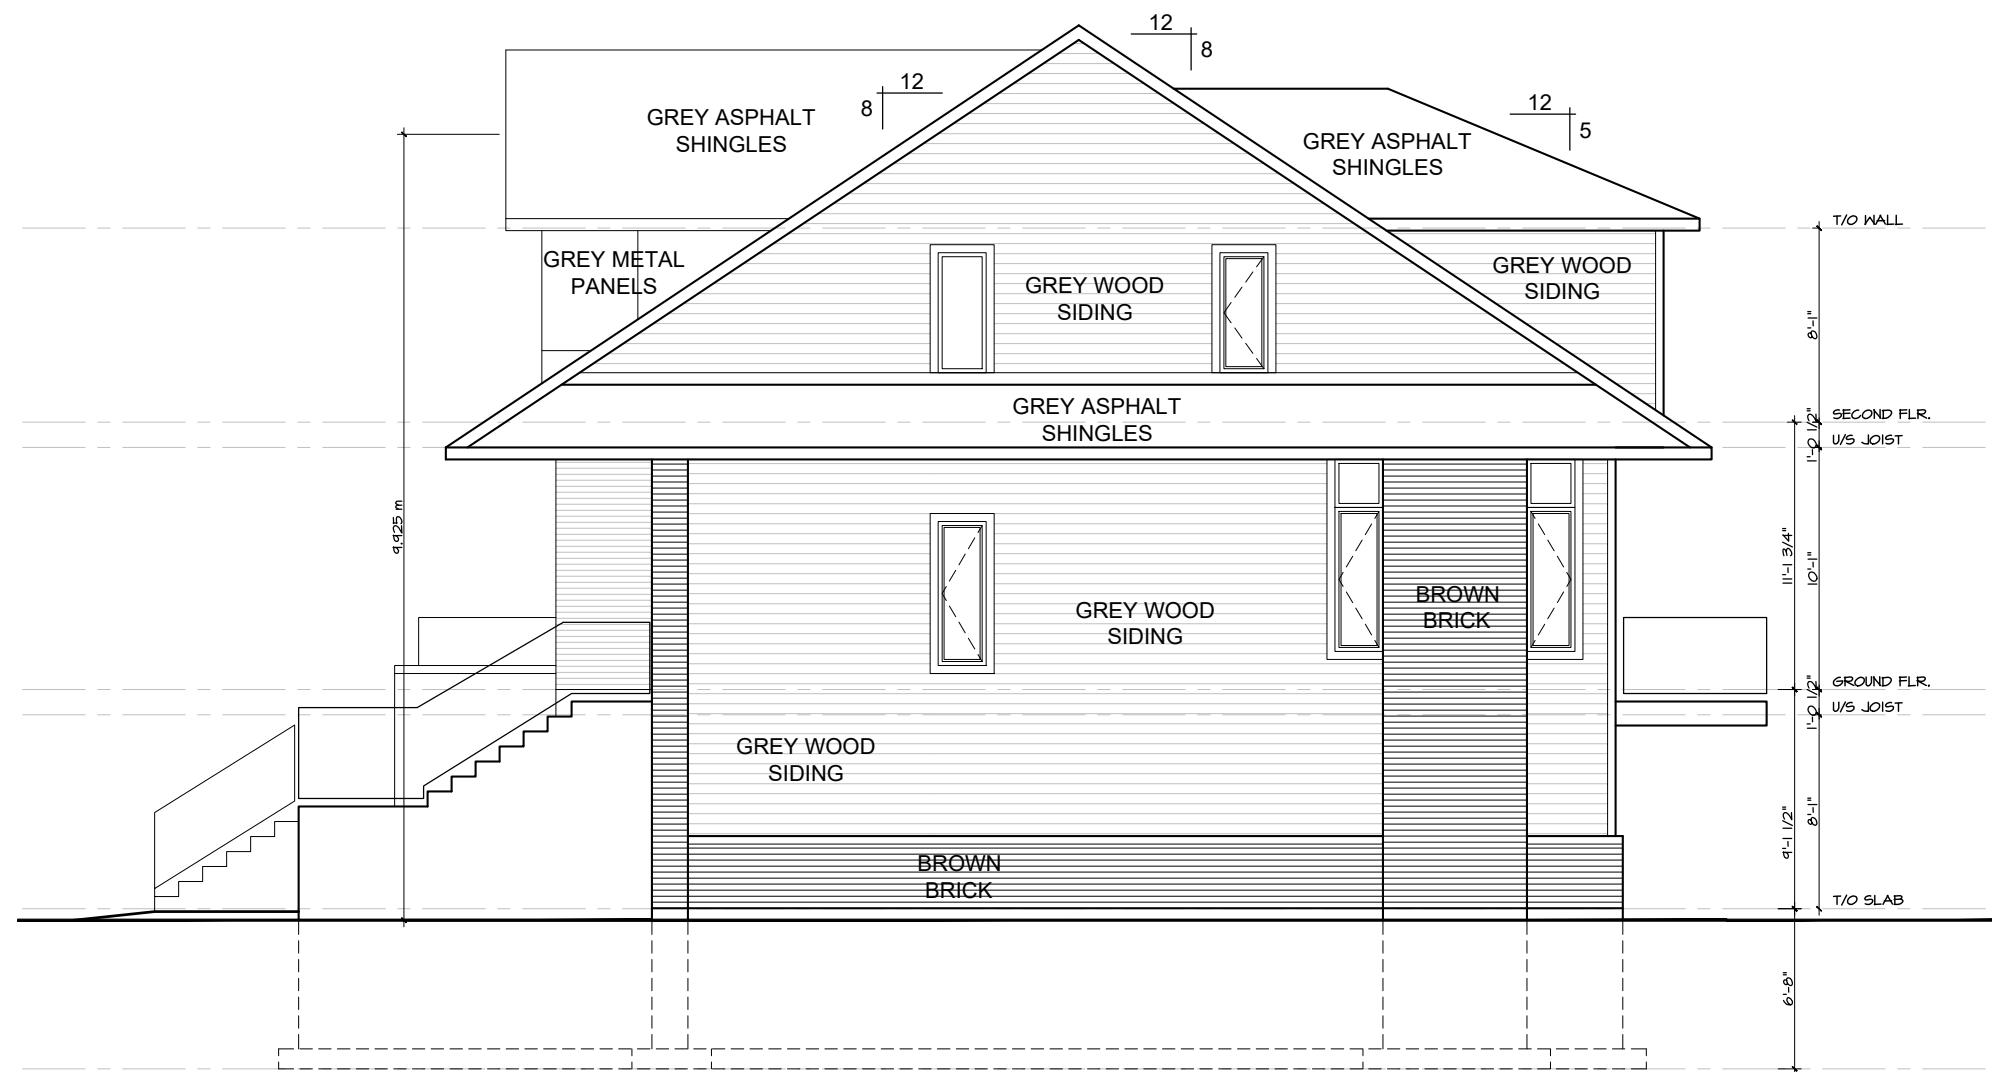 12
8
12
8
GREY ASPHALT
SHINGLES
12
5
GREY ASPHALT
SHINGLES
T/O WALL
GREY METAL
PANELS
GREY WOOD
SIDING
GREY WOOD
SIDING
8'-1"
GREY ASPHALT
SHINGLES
SECOND FLR.
1'-0 1/2"
U/S JOIST
9.925 m
11'-1 3/4"
10'-1"
BROWN
BRICK
GREY WOOD
SIDING
GROUND FLR.
1'-0 1/2"
U/S JOIST
GREY WOOD
SIDING
9'-1 1/2"
8'-1"
BROWN
BRICK
T/O SLAB
6'-8"